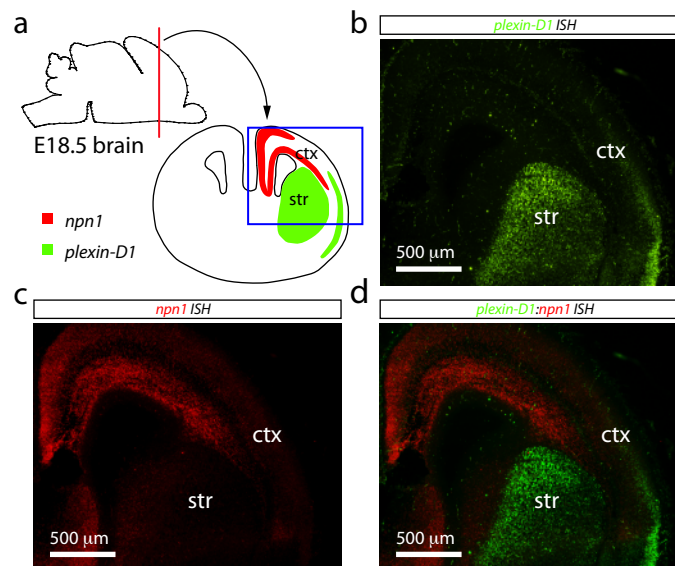 a
E18.5 brain
ctx
str
npn1
plexin-D1
b
plexin-D1 ISH
ctx
str
500 μm
c
npn1 ISH
ctx
str
500 μm
d
plexin-D1:npn1 ISH
ctx
str
500 μm